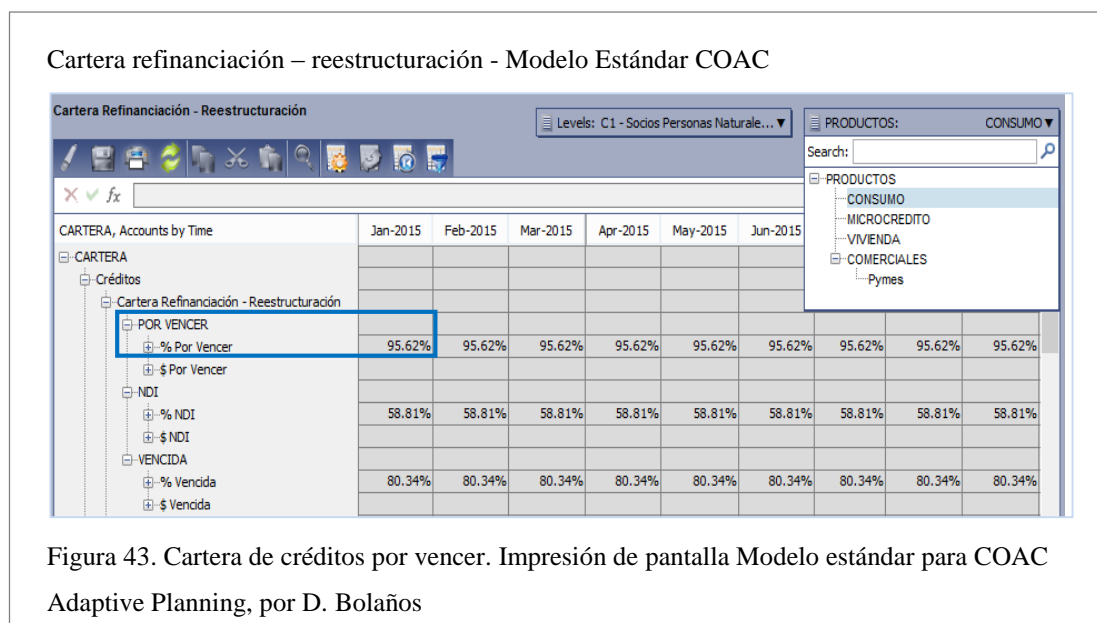 Cartera refinanciación – reestructuración - Modelo Estándar COAC
Cartera Refinanciación - Reestructuración
Levels: C1 - Socios Personas Naturale... ▼
PRODUCTOS: CONSUMO ▼
Search:
PRODUCTOS
CONSUMO
MICROCREDITO
VIVIENDA
COMERCIALES
Pymes
fx
CARTERA, Accounts by Time Jan-2015 Feb-2015 Mar-2015 Apr-2015 May-2015 Jun-2015
CARTERA
Créditos
Cartera Refinanciación - Reestructuración
POR VENCER
% Por Vencer 95.62% 95.62% 95.62% 95.62% 95.62% 95.62% 95.62% 95.62% 95.62%
$ Por Vencer
NDI
% NDI 58.81% 58.81% 58.81% 58.81% 58.81% 58.81% 58.81% 58.81% 58.81%
$ NDI
VENCIDA
% Vencida 80.34% 80.34% 80.34% 80.34% 80.34% 80.34% 80.34% 80.34% 80.34%
$ Vencida
Figura 43. Cartera de créditos por vencer. Impresión de pantalla Modelo estándar para COAC
Adaptive Planning, por D. Bolaños